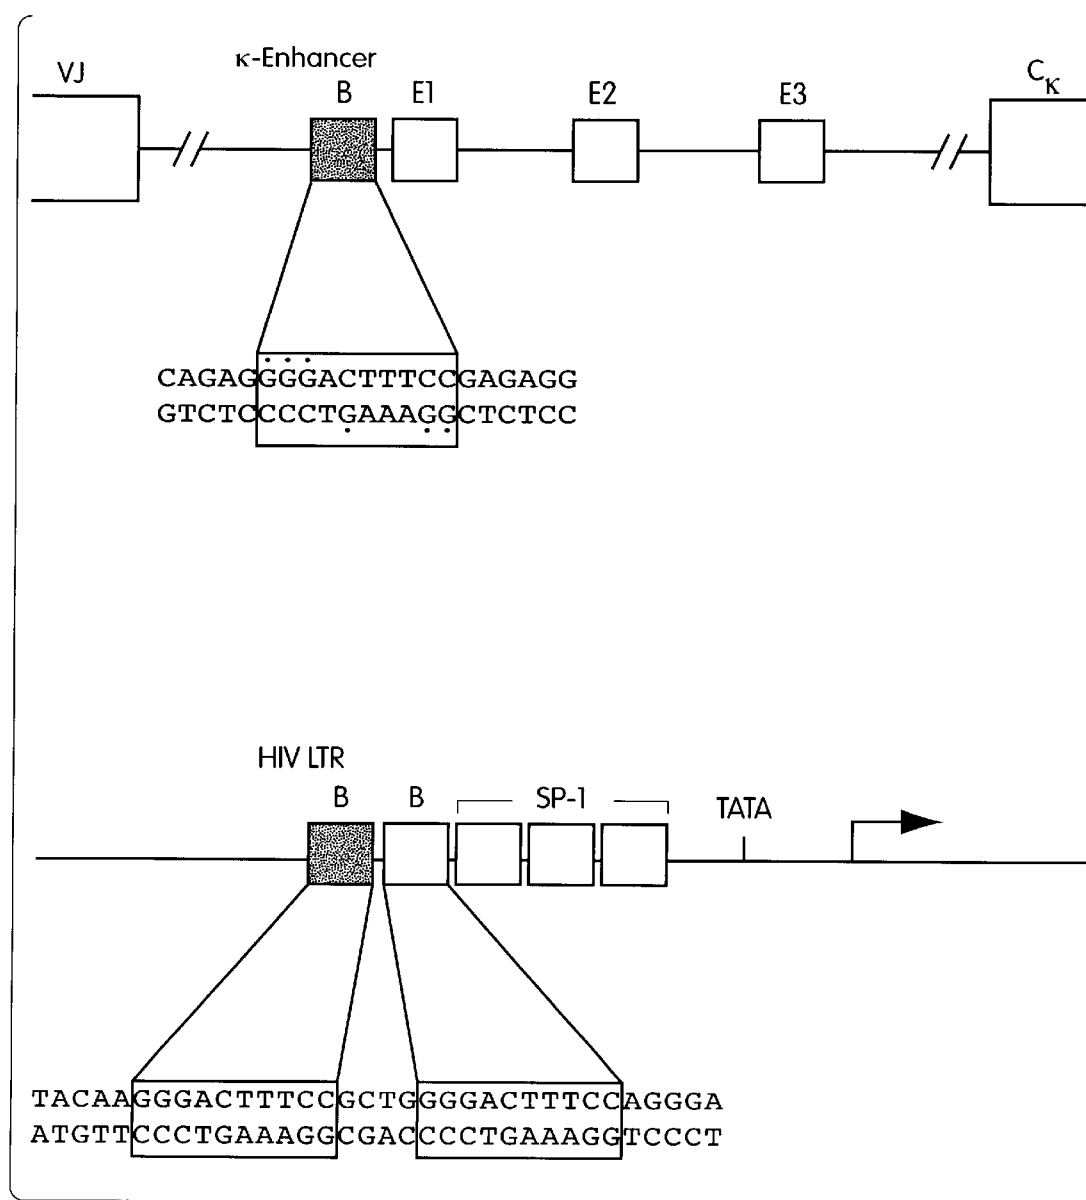 κ-Enhancer
VJ B E1 E2 E3 Cκ
CAGAGGGGACTTTCCGAGAGG
GTCTCCCCTGAAAGGCTCTCC
HIV LTR
B B SP-1 TATA
TACAAGGGACTTTCCGCTGGGGACTTTCCAGGGA
ATGTTCCCTGAAAGGCGACCCCTGAAAGGTCCCT